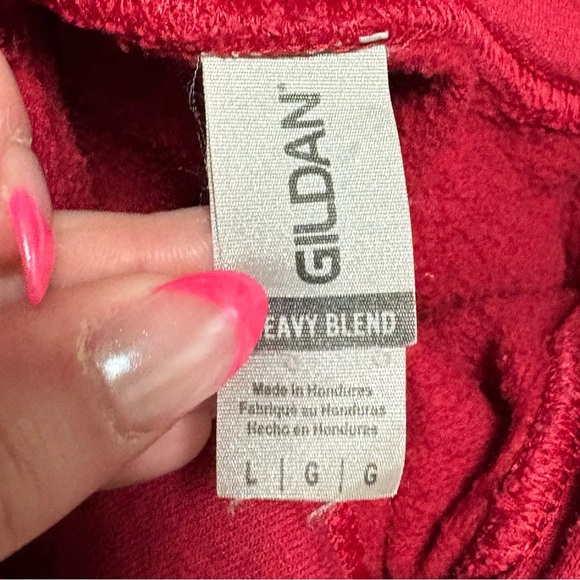 GILDAN®
EAVY BLEND
Made in Honduras
Fabriqué au Honduras
Hecho en Honduras
L | G | G